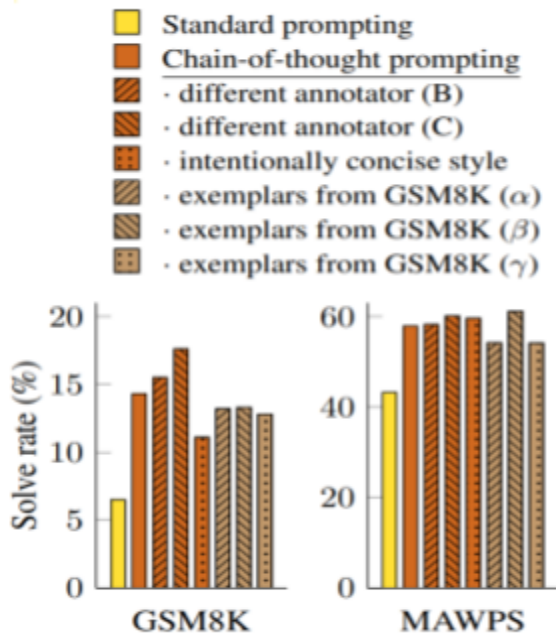 Standard prompting
Chain-of-thought prompting
· different annotator (B)
· different annotator (C)
· intentionally concise style
· exemplars from GSM8K (α)
· exemplars from GSM8K (β)
· exemplars from GSM8K (γ)
Solve rate (%)
20
15
10
5
0
GSM8K
60
40
20
0
MAWPS